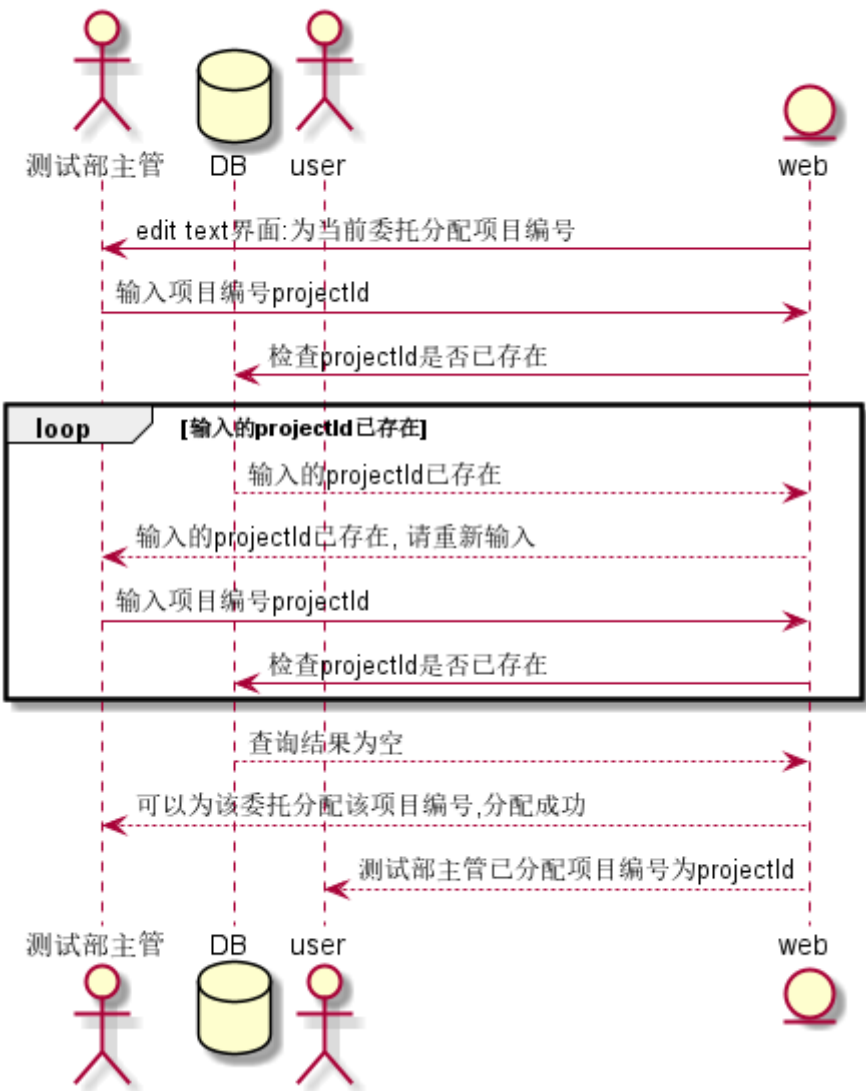 测试部主管 DB user web
edit text界面:为当前委托分配项目编号
输入项目编号projectId
检查projectId是否已存在
loop [输入的projectId已存在]
输入的projectId已存在
输入的projectId已存在, 请重新输入
输入项目编号projectId
检查projectId是否已存在
查询结果为空
可以为该委托分配该项目编号,分配成功
测试部主管已分配项目编号为projectId
测试部主管 DB user web